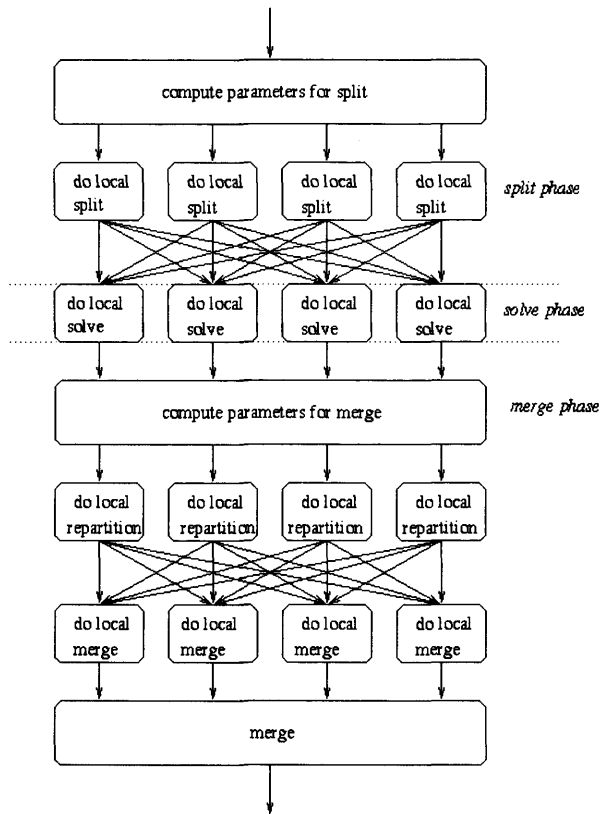 compute parameters for split
do local
split
do local
split
do local
split
do local
split
split phase
do local
solve
do local
solve
do local
solve
do local
solve
solve phase
compute parameters for merge
merge phase
do local
repartition
do local
repartition
do local
repartition
do local
repartition
do local
merge
do local
merge
do local
merge
do local
merge
merge